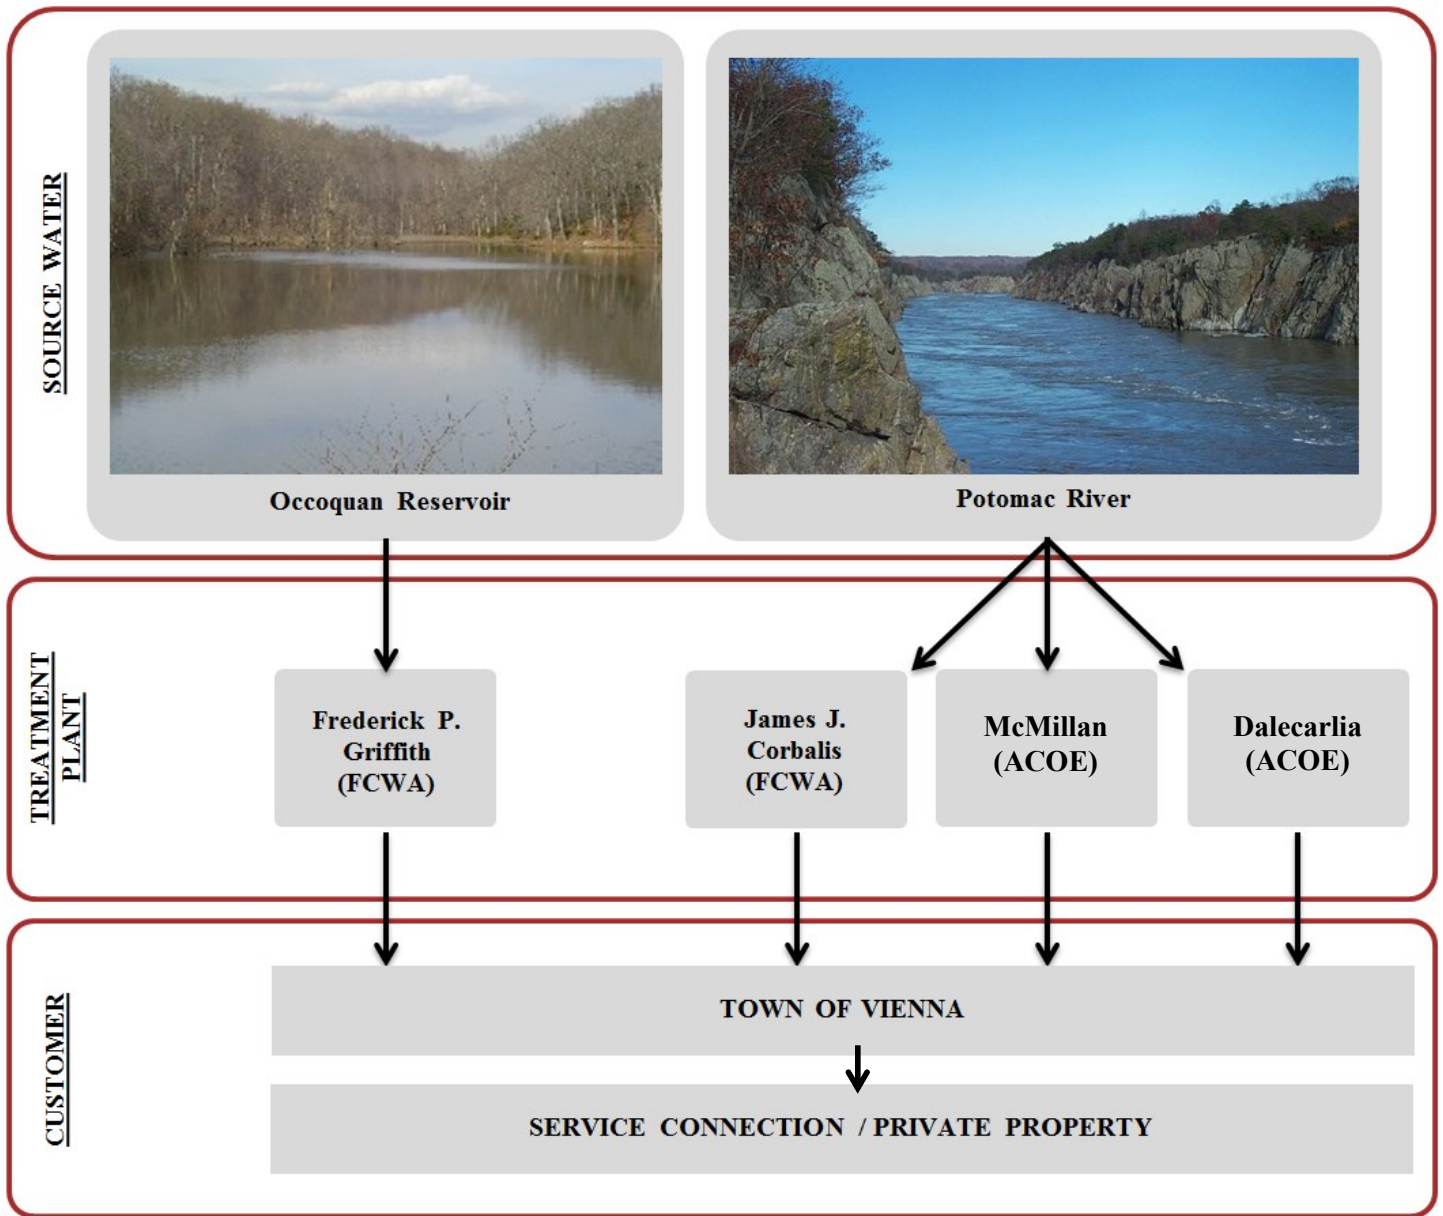 SOURCE WATER
Occoquan Reservoir
Potomac River
TREATMENT
PLANT
Frederick P.
Griffith
(FCWA)
James J.
Corbalis
(FCWA)
McMillan
(ACOE)
Dalecarlia
(ACOE)
CUSTOMER
TOWN OF VIENNA
SERVICE CONNECTION / PRIVATE PROPERTY